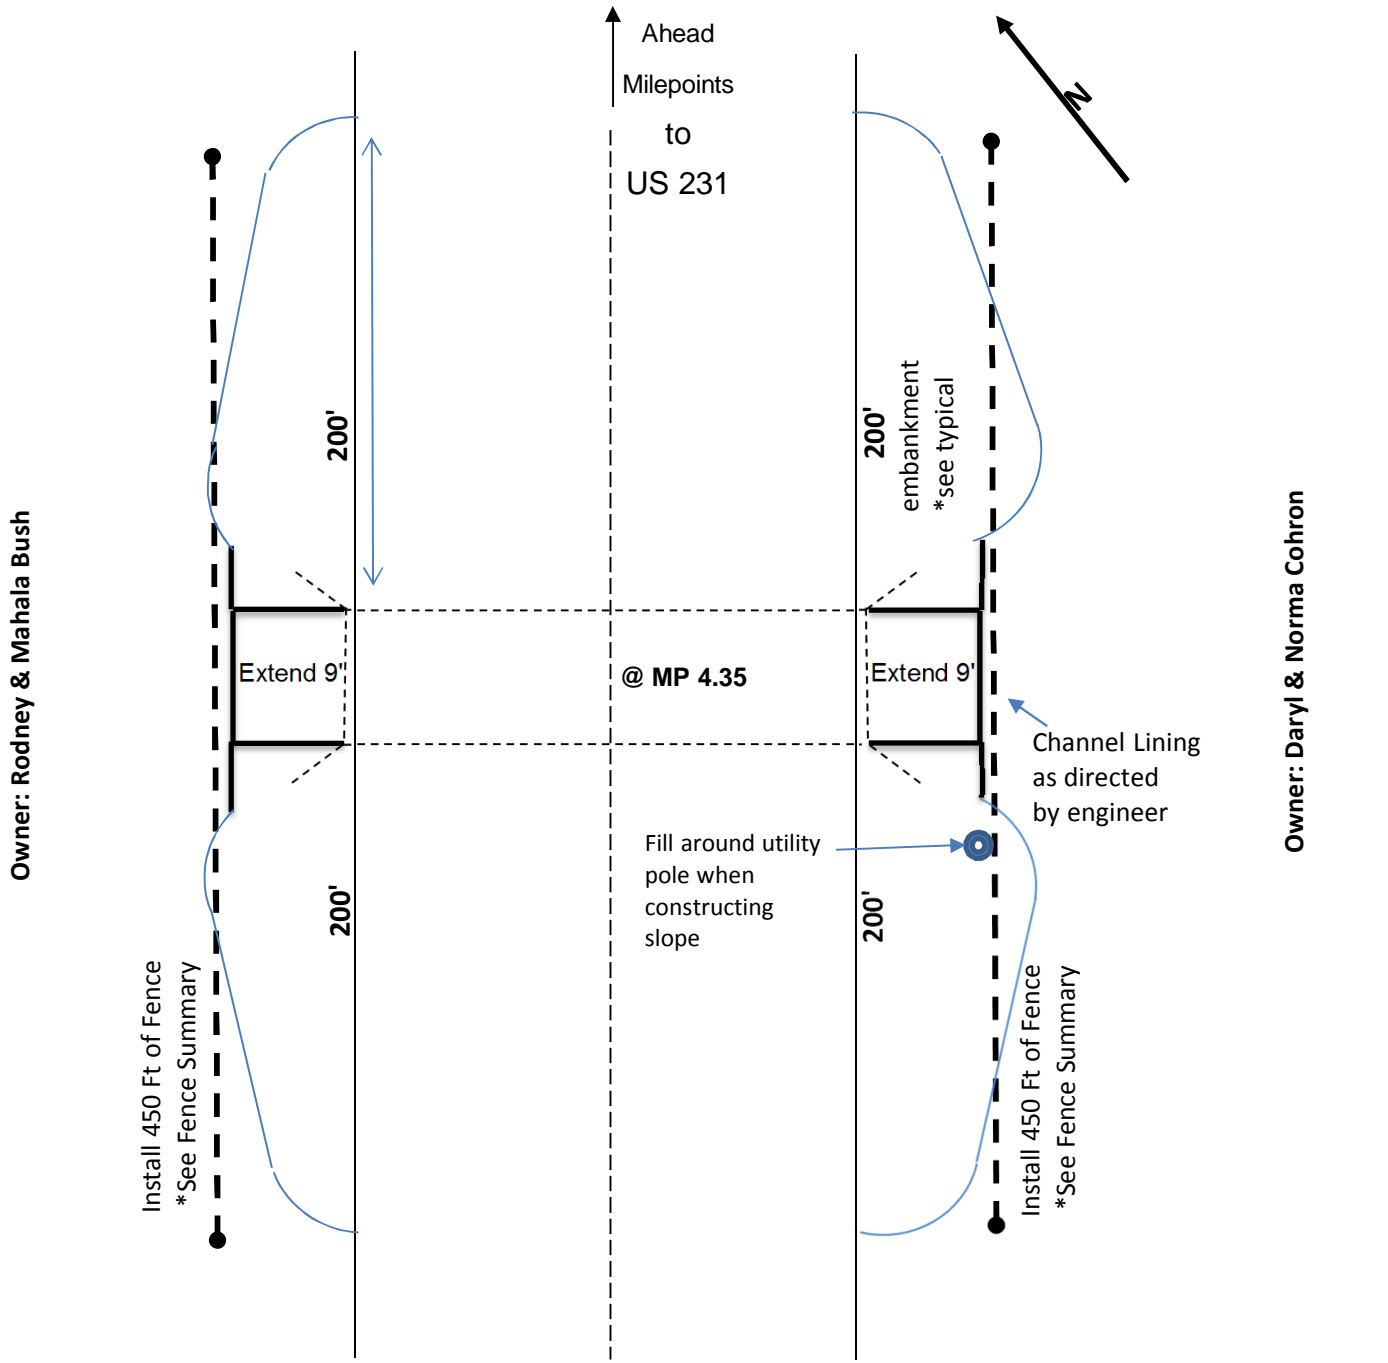 Ahead
Milepoints
to
US 231
N
200'
200'
embankment
*see typical
Owner: Rodney & Mahala Bush
Owner: Daryl & Norma Cohron
Extend 9'
@ MP 4.35
Extend 9'
Channel Lining
as directed
by engineer
Fill around utility
pole when
constructing
slope
200'
200'
Install 450 Ft of Fence
*See Fence Summary
Install 450 Ft of Fence
*See Fence Summary